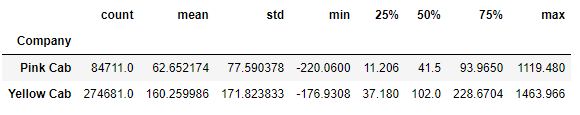 count mean std min 25% 50% 75% max
Company
Pink Cab 84711.0 62.652174 77.590378 -220.0600 11.206 41.5 93.9650 1119.480
Yellow Cab 274681.0 160.259986 171.823833 -176.9308 37.180 102.0 228.6704 1463.966